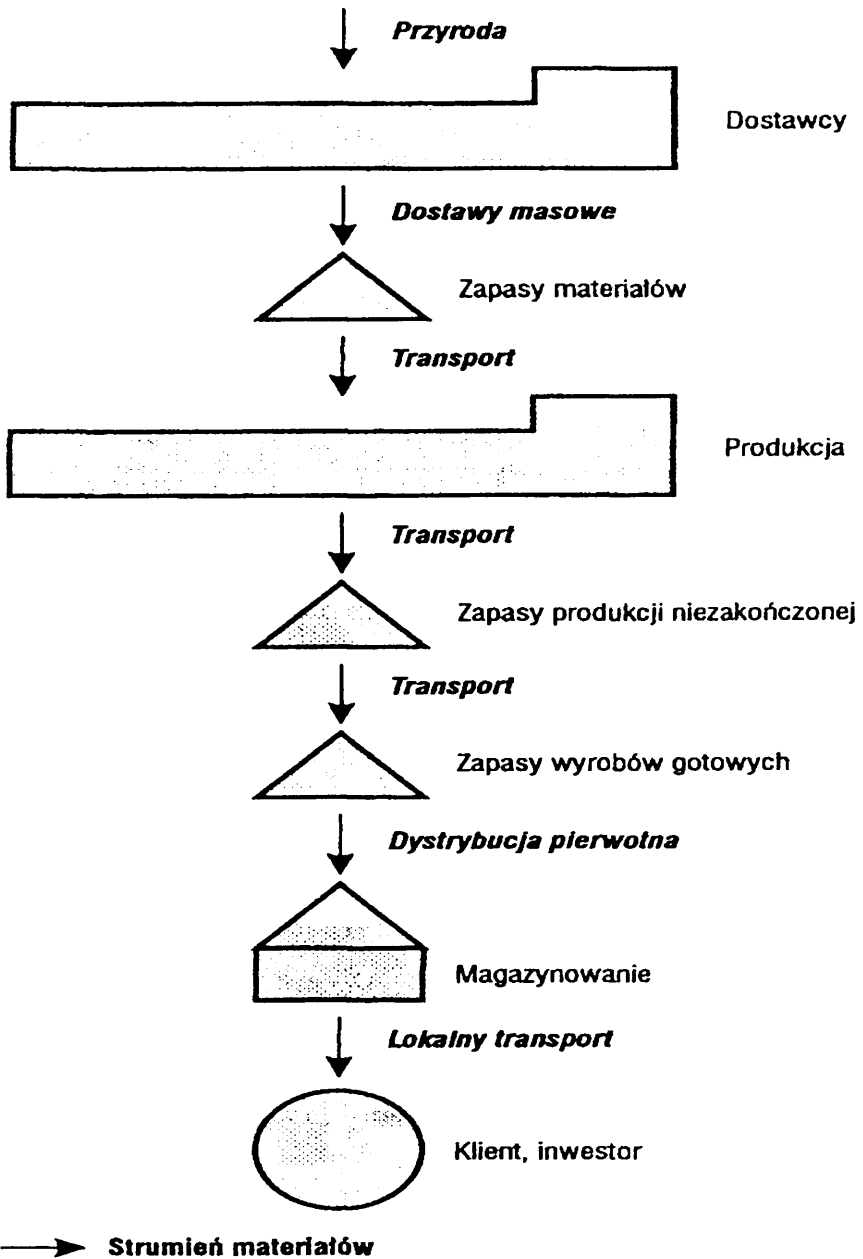 Przyroda
Dostawcy
Dostawy masowe
Zapasy materiałów
Transport
Produkcja
Transport
Zapasy produkcji niezakończonej
Transport
Zapasy wyrobów gotowych
Dystrybucja pierwotna
Magazynowanie
Lokalny transport
Klient, inwestor
Strumień materiałów